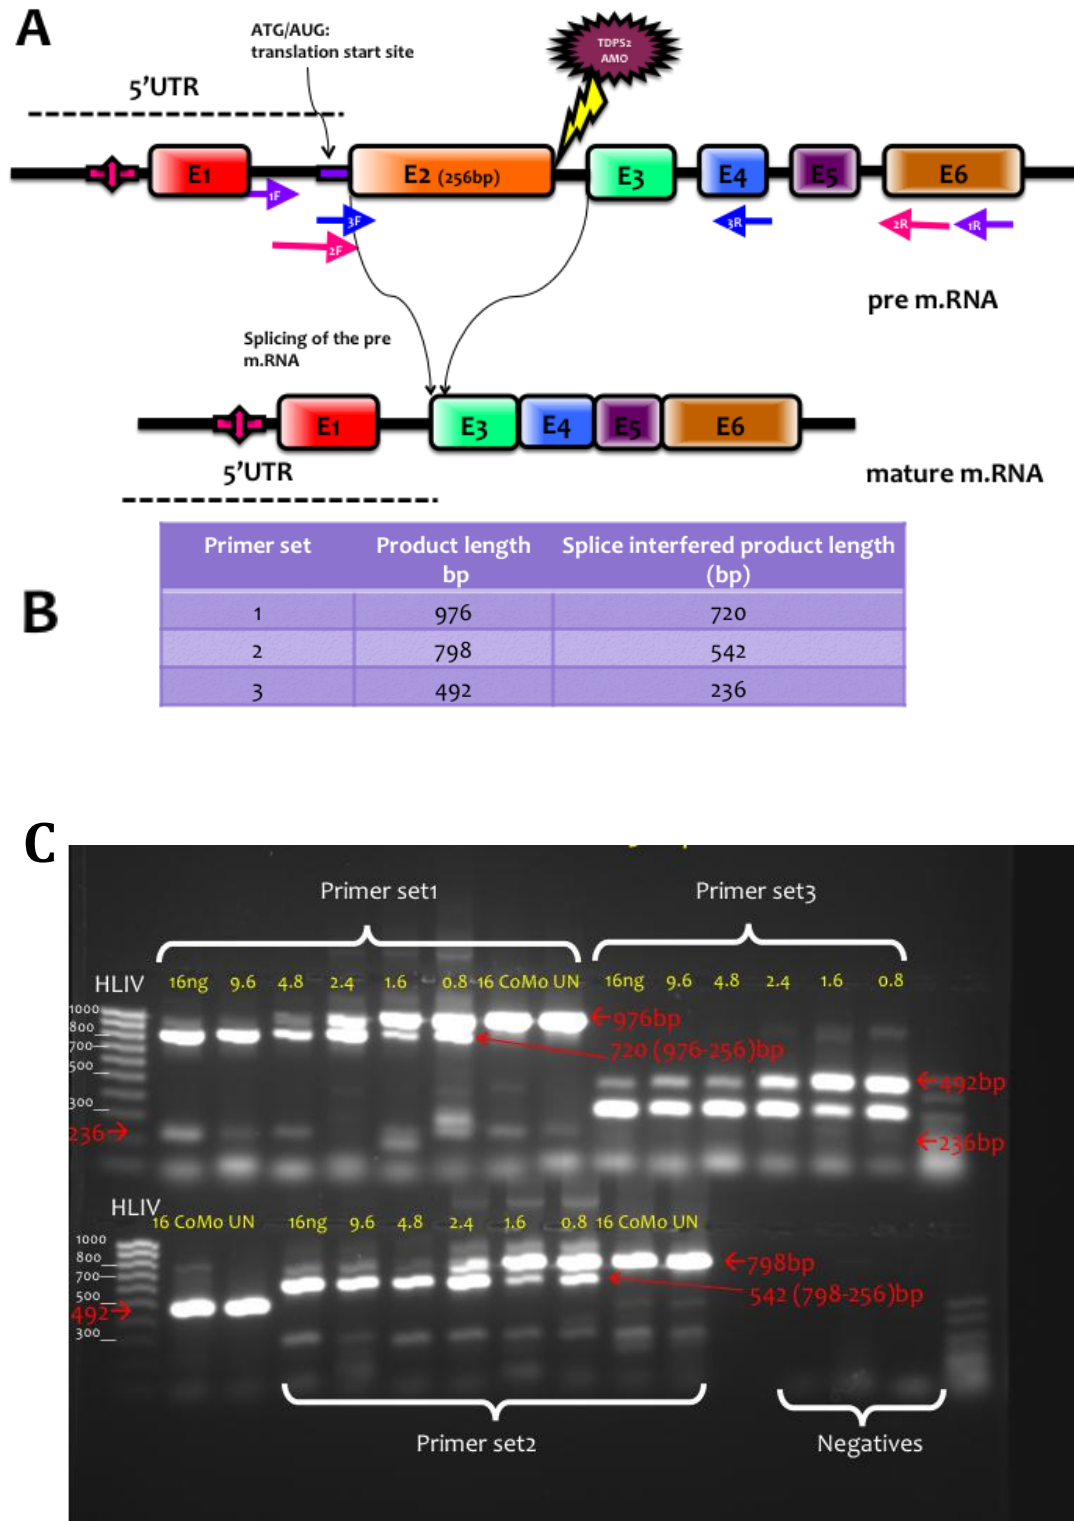 A
ATG/AUG:
translation start site
TDPS2
AMO
5'UTR
E1
E2 (256bp)
E3
E4
E5
E6
1F
3F
2F
3R
2R
1R
pre m.RNA
Splicing of the pre
m.RNA
E1
E3
E4
E5
E6
5'UTR
mature m.RNA
B
Primer set Product length bp Splice interfered product length (bp)
1 976 720
2 798 542
3 492 236
C
Primer set1 Primer set3
HLIV 16ng 9.6 4.8 2.4 1.6 0.8 16 CoMo UN 16ng 9.6 4.8 2.4 1.6 0.8
1000
800
700
500
300
236→
←976bp
720 (976-256)bp
←492bp
←236bp
HLIV
16 CoMo UN 16ng 9.6 4.8 2.4 1.6 0.8 16 CoMo UN
1000
800
700
500
492→
300
←798bp
542 (798-256)bp
Primer set2 Negatives